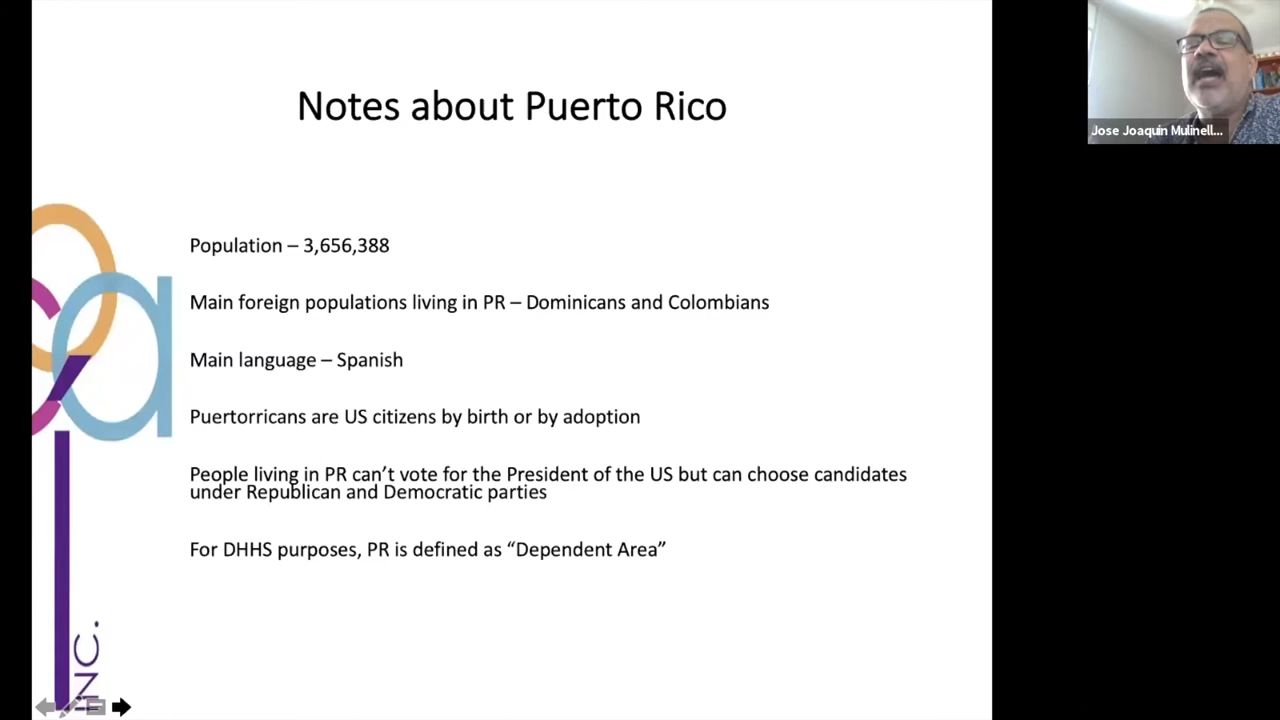 Notes about Puerto Rico
Population – 3,656,388
Main foreign populations living in PR – Dominicans and Colombians
Main language – Spanish
Puertorricans are US citizens by birth or by adoption
People living in PR can’t vote for the President of the US but can choose candidates
under Republican and Democratic parties
For DHHS purposes, PR is defined as “Dependent Area”
INC.
Jose Joaquin Mulinell...